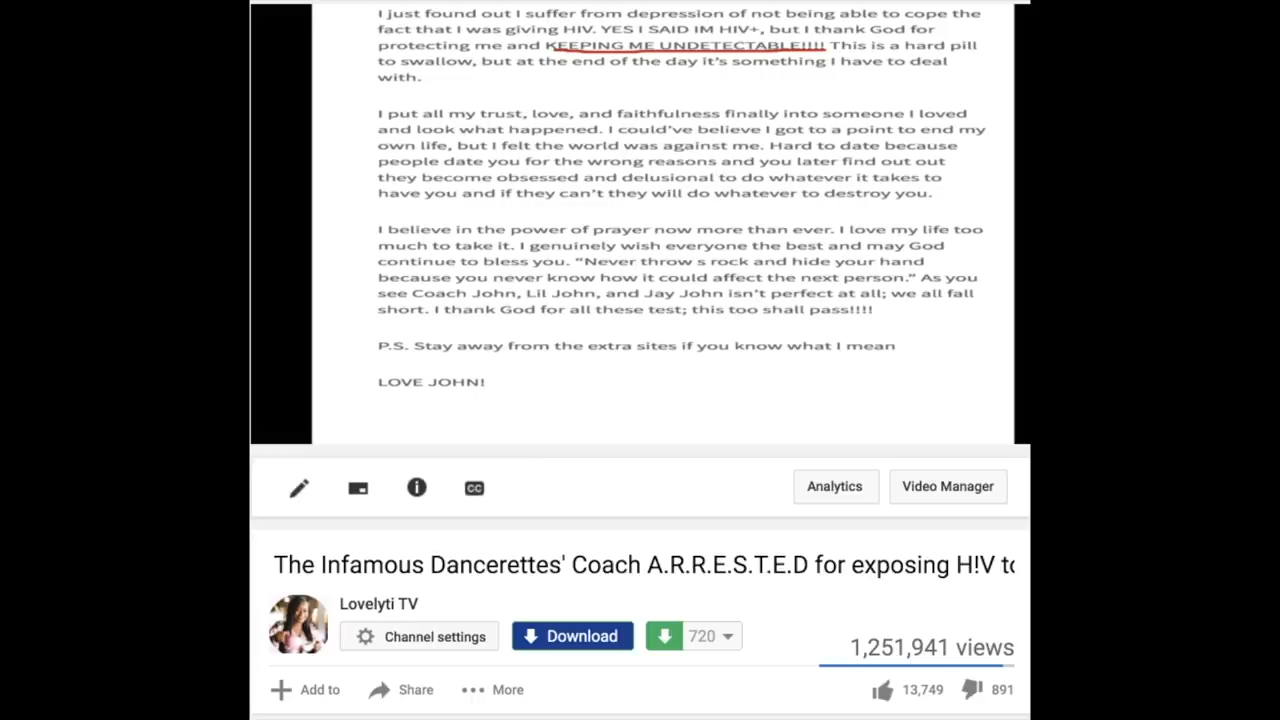 I just found out I suffer from depression of not being able to cope the
fact that I was giving HIV. YES I SAID IM HIV+, but I thank God for
protecting me and KEEPING ME UNDETECTABLE!!!! This is a hard pill
to swallow, but at the end of the day it's something I have to deal
with.
I put all my trust, love, and faithfulness finally into someone I loved
and look what happened. I could've believe I got to a point to end my
own life, but I felt the world was against me. Hard to date because
people date you for the wrong reasons and you later find out out
they become obsessed and delusional to do whatever it takes to
have you and if they can't they will do whatever to destroy you.
I believe in the power of prayer now more than ever. I love my life too
much to take it. I genuinely wish everyone the best and may God
continue to bless you. “Never throw s rock and hide your hand
because you never know how it could affect the next person.” As you
see Coach John, Lil John, and Jay John isn't perfect at all; we all fall
short. I thank God for all these test; this too shall pass!!!!
P.S. Stay away from the extra sites if you know what I mean
LOVE JOHN!
CC
Analytics
Video Manager
The Infamous Dancerettes' Coach A.R.R.E.S.T.E.D for exposing H!V to
Lovelyti TV
Channel settings
Download
720
1,251,941 views
Add to
Share
More
13,749
891